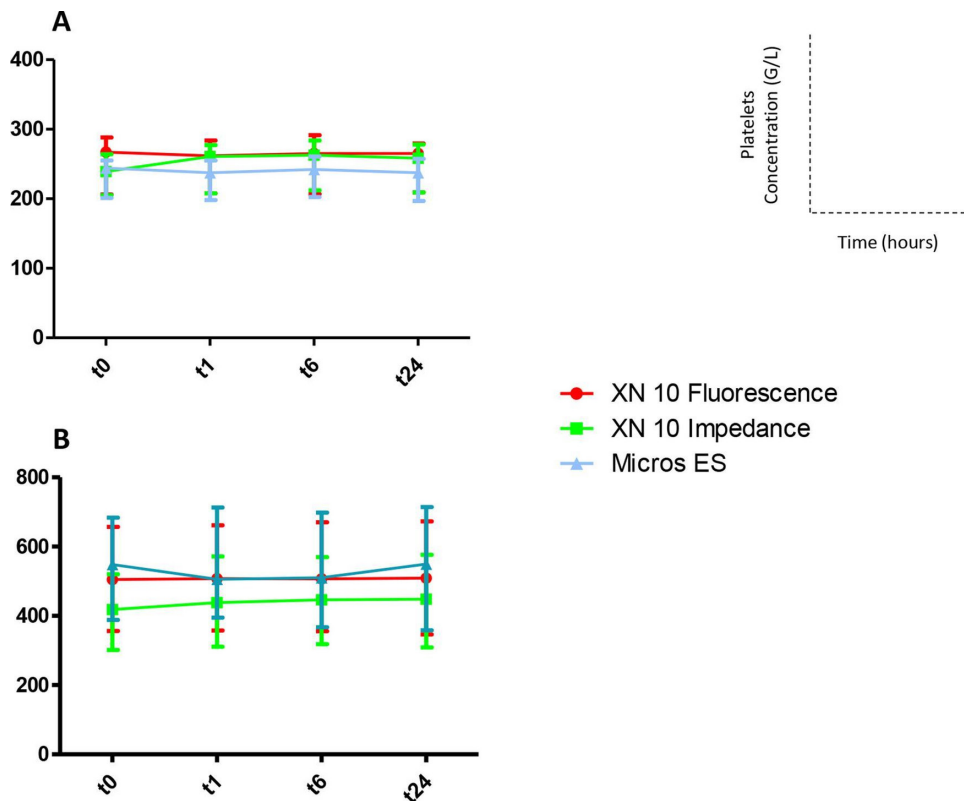 A
400
300
200
100
0
t0
t1
t6
t24
Platelets
Concentration (G/L)
Time (hours)
XN 10 Fluorescence
XN 10 Impedance
Micros ES
B
800
600
400
200
0
t0
t1
t6
t24